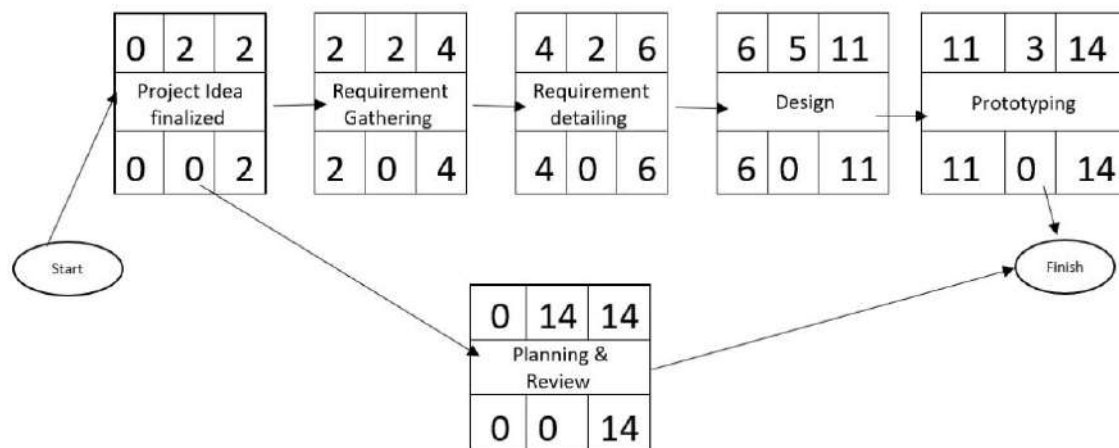 0 2 2
Project Idea
finalized
0 0 2
2 2 4
Requirement
Gathering
2 0 4
4 2 6
Requirement
detailing
4 0 6
6 5 11
Design
6 0 11
11 3 14
Prototyping
11 0 14
Start
Finish
0 14 14
Planning &
Review
0 0 14